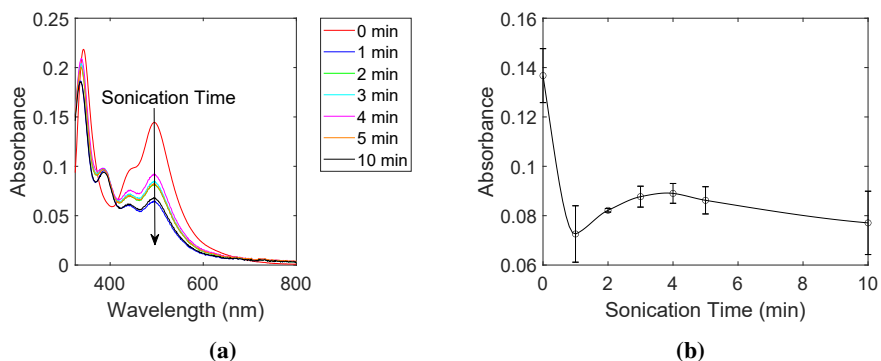 0.25
0.2
0.15
0.1
0.05
0
400
600
800
Absorbance
Wavelength (nm)
Sonication Time
0 min
1 min
2 min
3 min
4 min
5 min
10 min
(a)
0.16
0.14
0.12
0.1
0.08
0.06
0
2
4
6
8
10
Absorbance
Sonication Time (min)
(b)